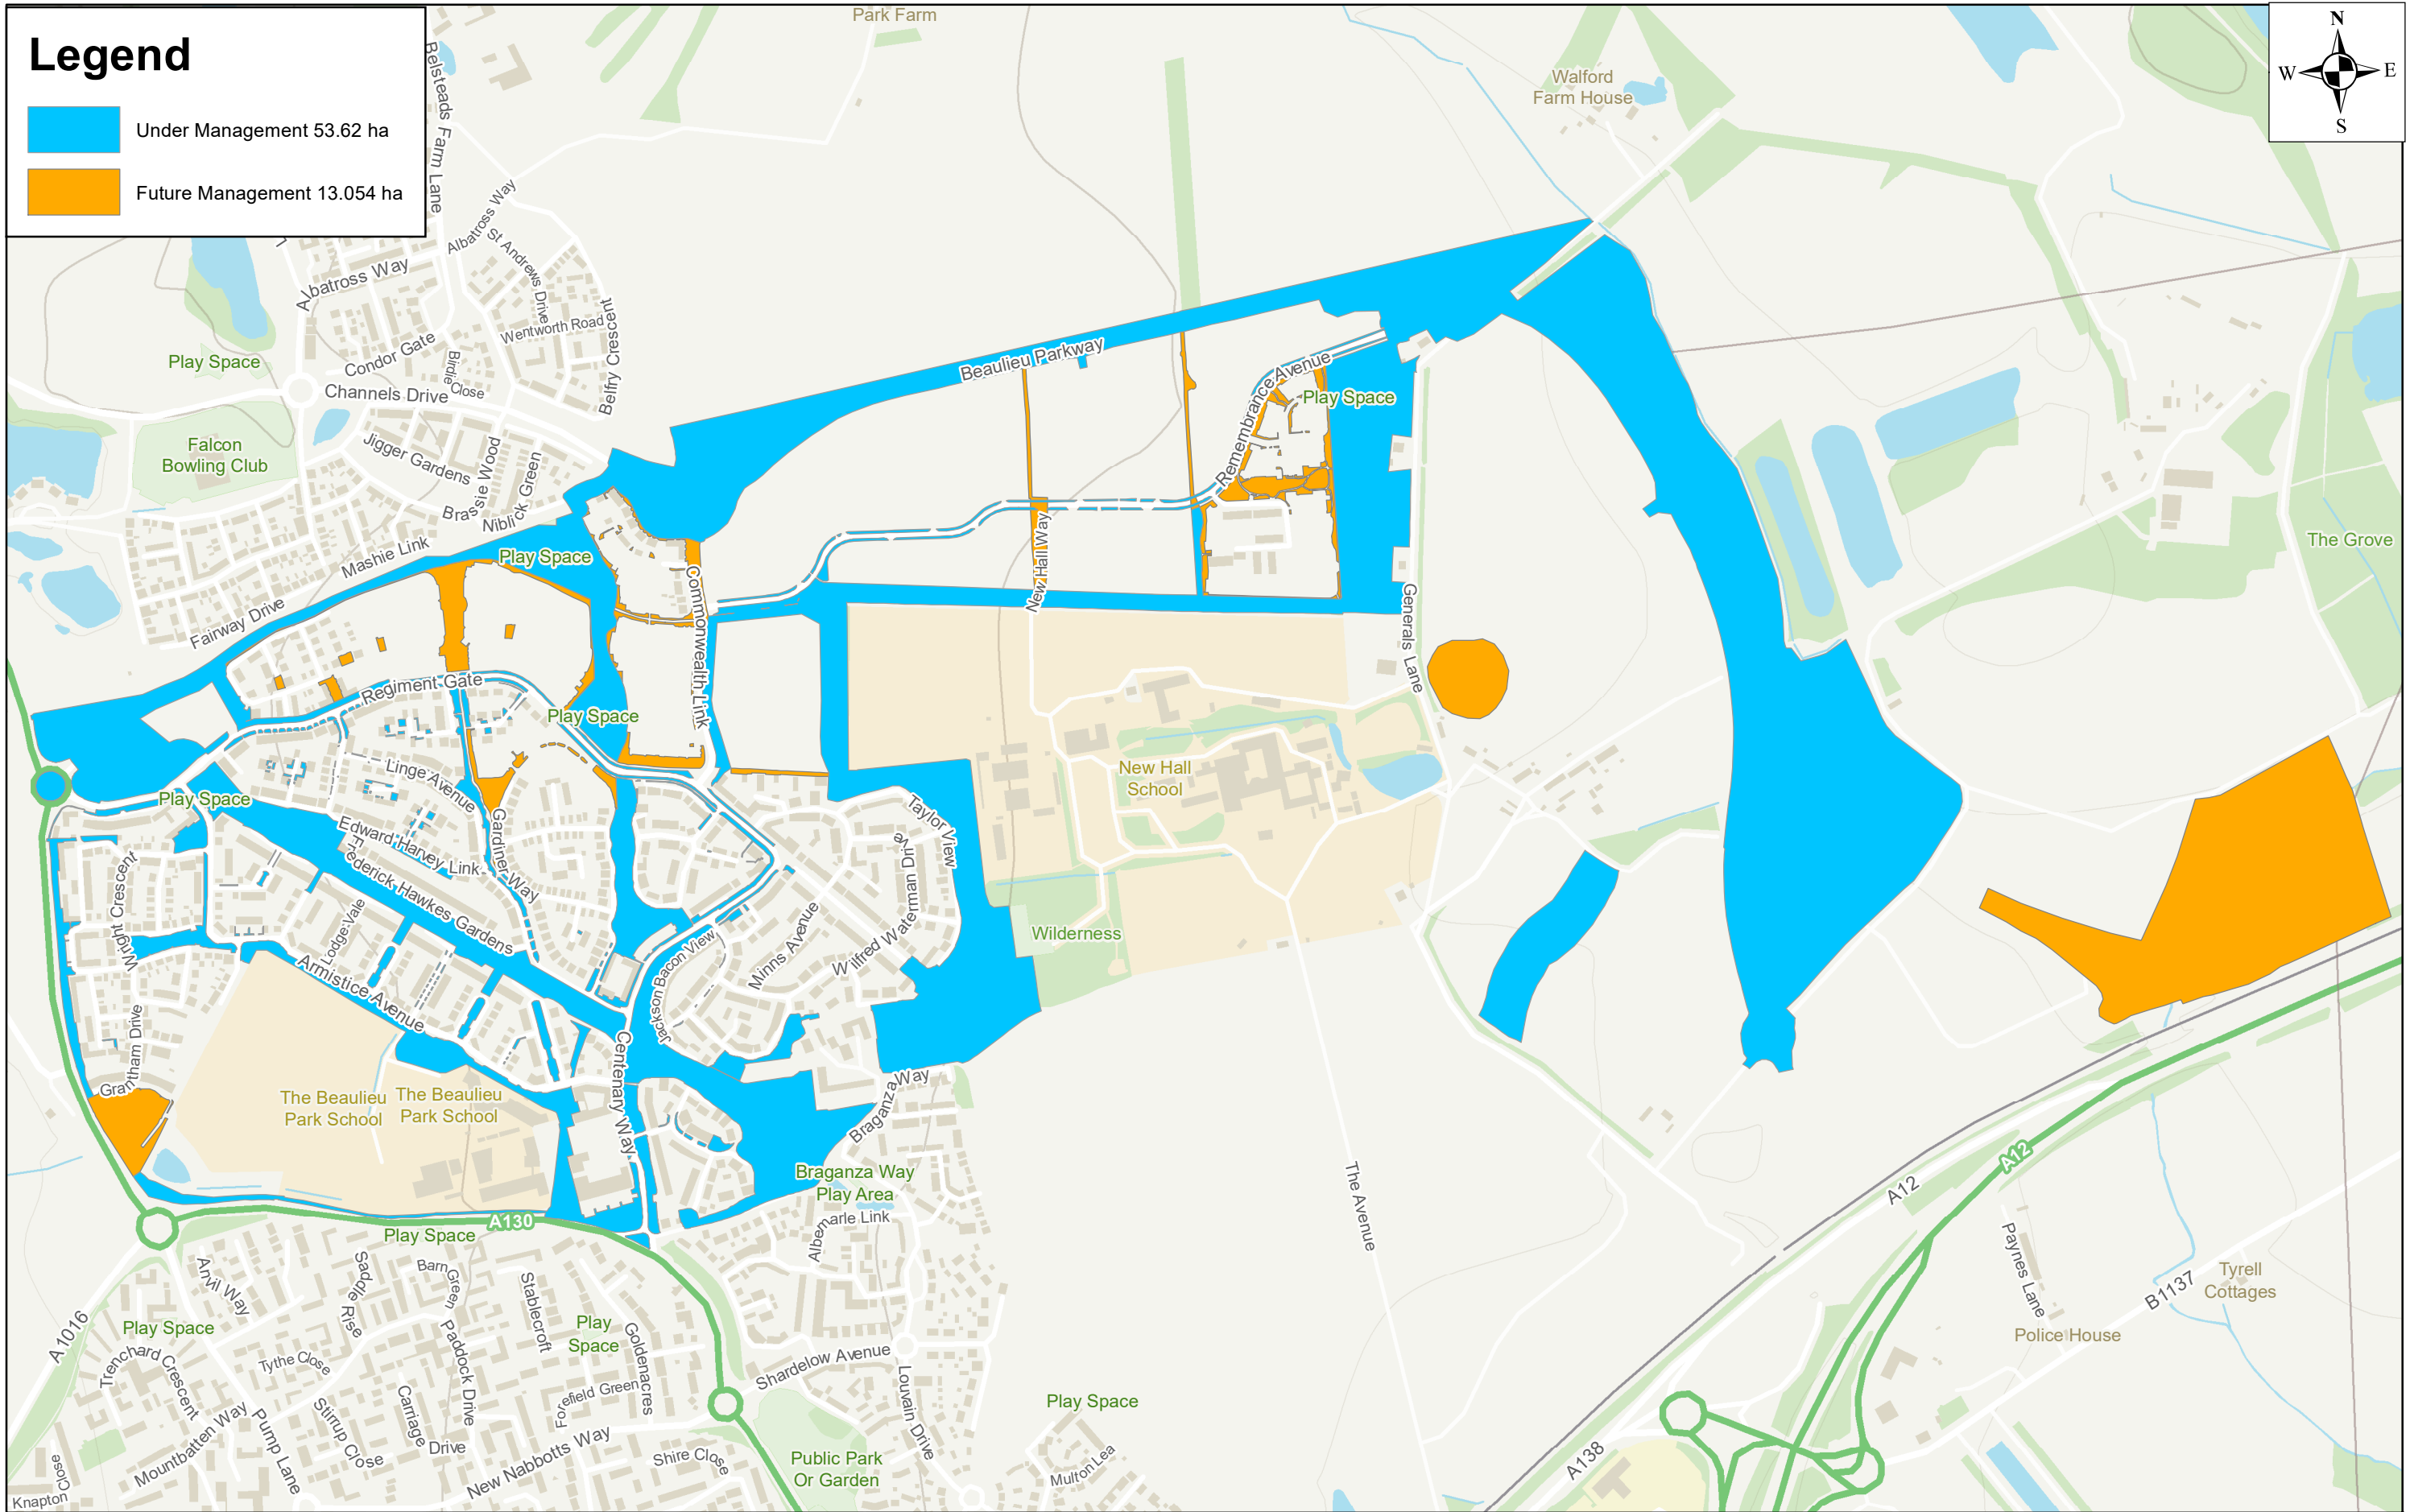 Legend
Under Management 53.62 ha
Future Management 13.054 ha
N
W
E
S
Park Farm
Walford
Farm House
Belsteads Farm Lane
Albatross Way
St Andrews Drive
Albatross Way
Wentworth Road
Belfry Crescent
Condor Gate
Birdie Close
Play Space
Channels Drive
Beaulieu Parkway
Remembrance Avenue
Play Space
Falcon
Bowling Club
Jigger Gardens
Brassie Wood
Niblick Green
The Grove
Mashie Link
Play Space
New Hall Way
Commonwealth Link
Generals Lane
Fairway Drive
Regiment Gate
Play Space
New Hall
School
Play Space
Linge Avenue
Taylor View
Edward Harvey Link
Gardiner Way
Frederick Hawkes Gardens
Wright Crescent
Lodge Vale
Wilfred Waterman Drive
Minns Avenue
Wilderness
Jackson Bacon View
Armistice Avenue
Grantham Drive
Centenary Way
The Beaulieu
Park School
The Beaulieu
Park School
Braganza Way
Braganza Way
Play Area
Albemarle Link
The Avenue
A12
A12
A130
Play Space
Anvil Way
Saddle Rise
Barn Green
Stablecroft
Paddock Drive
Play
Space
Goldenacres
Paynes Lane
B1137
Tyrell
Cottages
Police House
A1016
Play Space
Trenchard Crescent
Tythe Close
Shardelow Avenue
Louvain Drive
Forefield Green
Carriage Drive
Stirrup Close
Mountbatten Way
Pump Lane
New Nabbotts Way
Shire Close
Play Space
Public Park
Or Garden
Multon Lea
A138
Knapton
Close